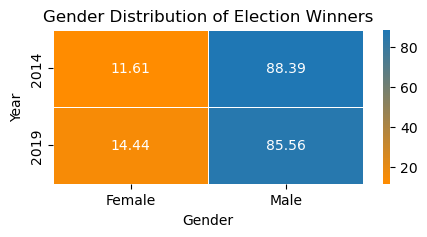 Gender Distribution of Election Winners
Year
2014
11.61
88.39
2019
14.44
85.56
Female
Male
Gender
80
60
40
20